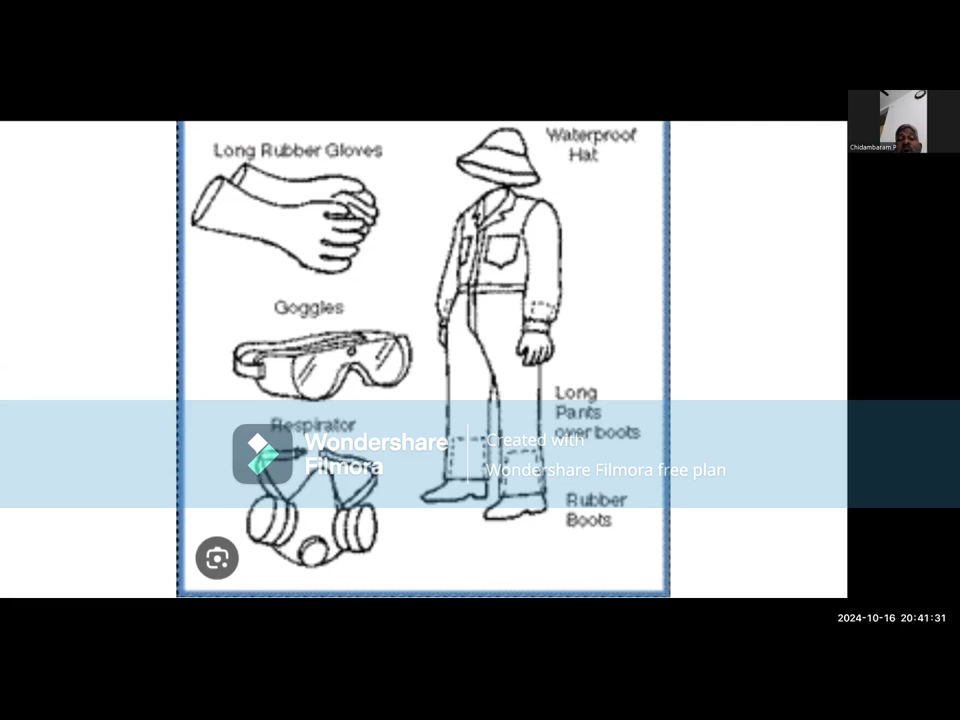 Long Rubber Gloves
Waterproof
Hat
Goggles
Long
Pants
over boots
Respirator
Wondershare
Filmora
Created with
Wondershare Filmora free plan
Rubber
Boots
Chidambaram P
2024-10-16 20:41:31